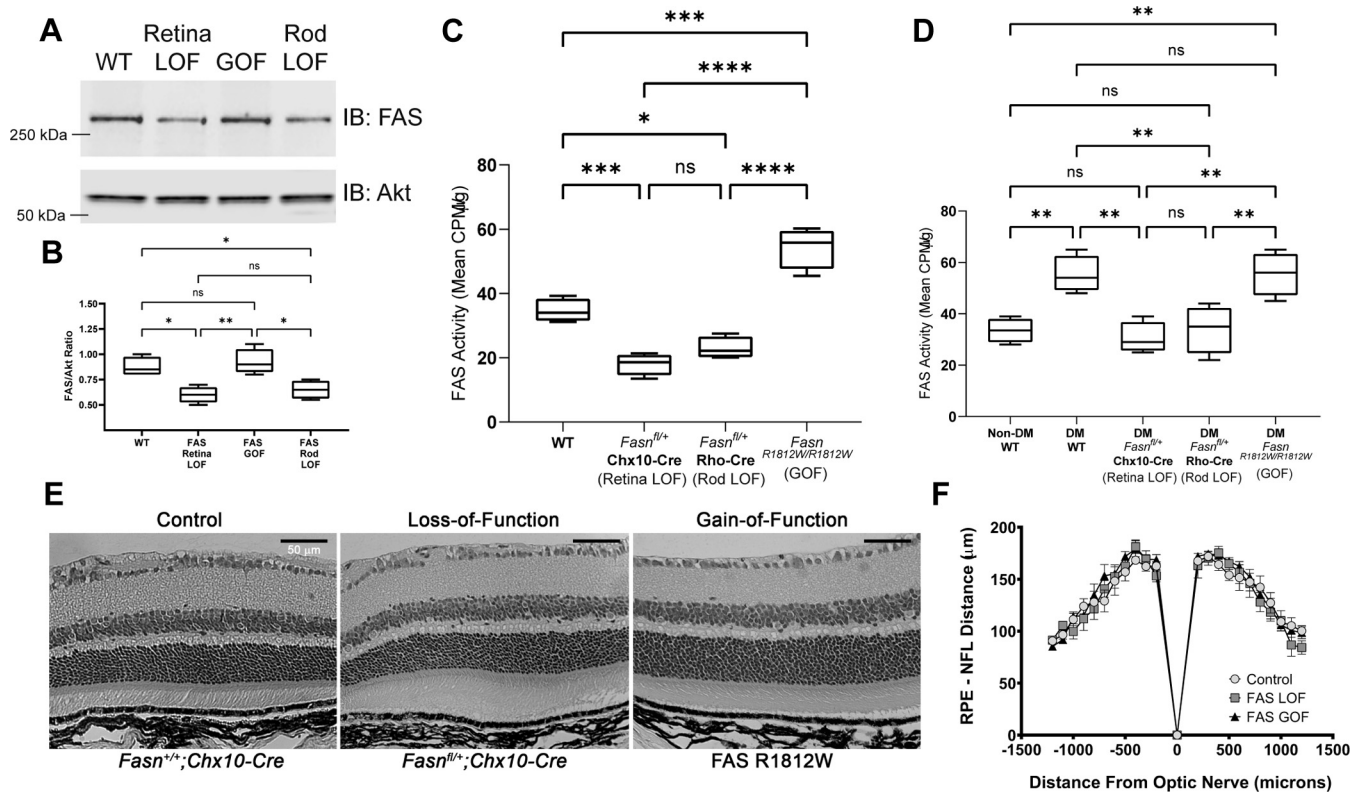 A
WT
Retina
LOF
GOF
Rod
LOF
250 kDa
IB: FAS
50 kDa
IB: Akt
B
*
ns
ns
* ** *
FAS/Akt Ratio
1.50
1.25
1.00
0.75
0.50
WT
FAS
Retina
LOF
FAS
GOF
FAS
Rod
LOF
C
***
****
*
*** ns ****
FAS Activity (Mean CPM/µg)
80
60
40
20
0
WT
Fasn^fl/+
Chx10-Cre
(Retina LOF)
Fasn^fl/+
Rho-Cre
(Rod LOF)
Fasn
R1812W/R1812W
(GOF)
D
**
ns
ns
**
ns **
** ** ns **
FAS Activity (Mean CPM/µg)
80
60
40
20
0
Non-DM
WT
DM
WT
DM
Fasn^fl/+
Chx10-Cre
(Retina LOF)
DM
Fasn^fl/+
Rho-Cre
(Rod LOF)
DM
Fasn
R1812W/R1812W
(GOF)
E
Control
Loss-of-Function
Gain-of-Function
50 µm
Fasn^+/+;Chx10-Cre
Fasn^fl/+;Chx10-Cre
FAS R1812W
F
RPE - NFL Distance (µm)
200
150
100
50
0
Control
FAS LOF
FAS GOF
-1500 -1000 -500 0 500 1000 1500
Distance From Optic Nerve (microns)